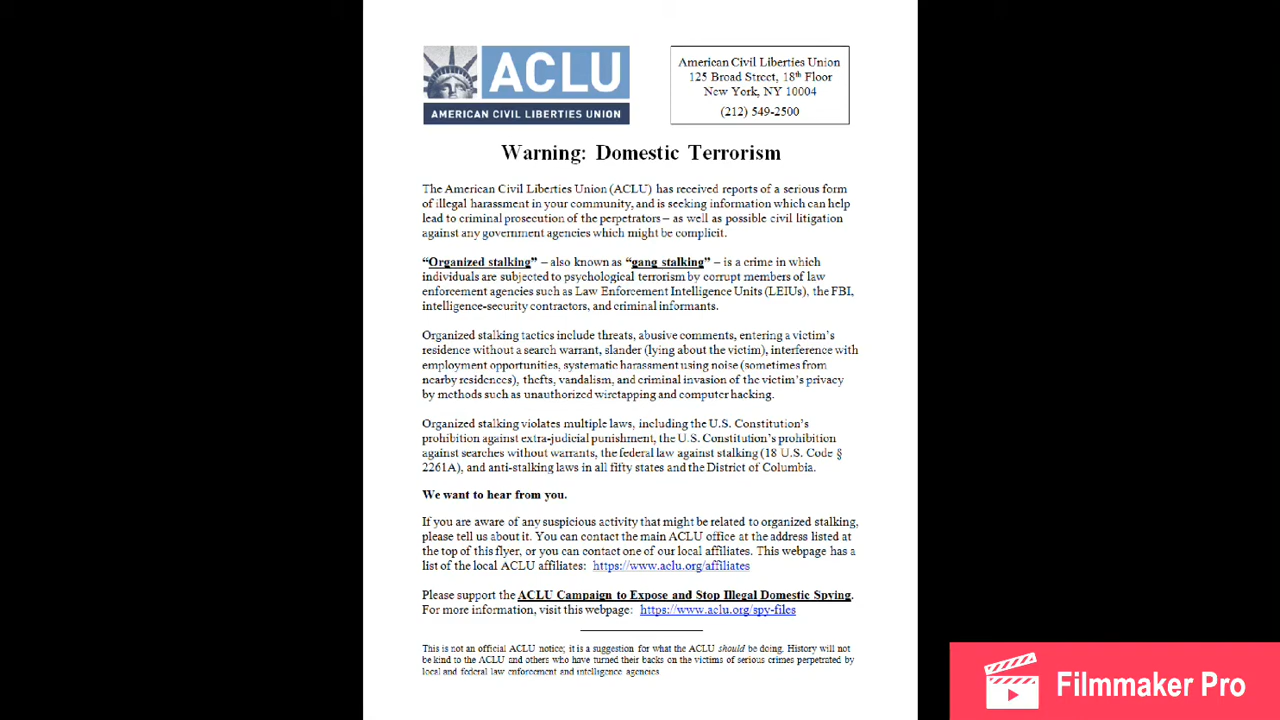 ACLU
AMERICAN CIVIL LIBERTIES UNION
American Civil Liberties Union
125 Broad Street, 18th Floor
New York, NY 10004
(212) 549-2500
Warning: Domestic Terrorism
The American Civil Liberties Union (ACLU) has received reports of a serious form
of illegal harassment in your community, and is seeking information which can help
lead to criminal prosecution of the perpetrators – as well as possible civil litigation
against any government agencies which might be complicit.
“Organized stalking” – also known as “gang stalking” – is a crime in which
individuals are subjected to psychological terrorism by corrupt members of law
enforcement agencies such as Law Enforcement Intelligence Units (LEIUs), the FBI,
intelligence-security contractors, and criminal informants.
Organized stalking tactics include threats, abusive comments, entering a victim’s
residence without a search warrant, slander (lying about the victim), interference with
employment opportunities, systematic harassment using noise (sometimes from
nearby residences), thefts, vandalism, and criminal invasion of the victim’s privacy
by methods such as unauthorized wiretapping and computer hacking.
Organized stalking violates multiple laws, including the U.S. Constitution’s
prohibition against extra-judicial punishment, the U.S. Constitution’s prohibition
against searches without warrants, the federal law against stalking (18 U.S. Code §
2261A), and anti-stalking laws in all fifty states and the District of Columbia.
We want to hear from you.
If you are aware of any suspicious activity that might be related to organized stalking,
please tell us about it. You can contact the main ACLU office at the address listed at
the top of this flyer, or you can contact one of our local affiliates. This webpage has a
list of the local ACLU affiliates: https://www.aclu.org/affiliates
Please support the ACLU Campaign to Expose and Stop Illegal Domestic Spying.
For more information, visit this webpage: https://www.aclu.org/spy-files
This is not an official ACLU notice; it is a suggestion for what the ACLU should be doing. History will not
be kind to the ACLU and others who have turned their backs on the victims of serious crimes perpetrated by
local and federal law enforcement and intelligence agencies
Filmmaker Pro